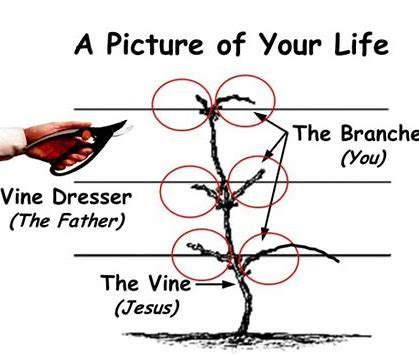 A Picture of Your Life
The Branche
(You)
Vine Dresser
(The Father)
The Vine
(Jesus)